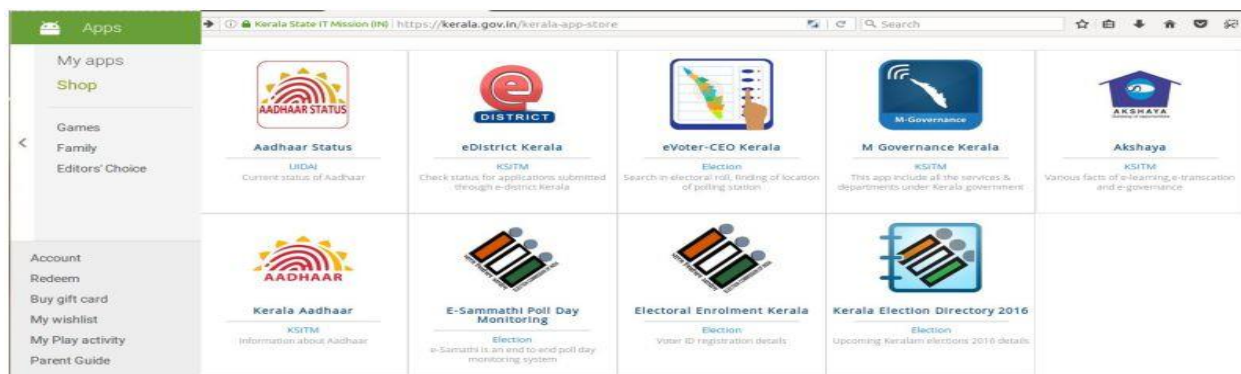 Apps
Kerala State IT Mission (IN) https://kerala.gov.in/kerala-app-store
Search
My apps
Shop
Games
Family
Editors' Choice
Account
Redeem
Buy gift card
My wishlist
My Play activity
Parent Guide
AADHAAR STATUS
Aadhaar Status
UIDAI
Current status of Aadhaar
e
DISTRICT
eDistrict Kerala
KSITM
Check status for applications submitted
through e-district Kerala
eVoter-CEO Kerala
Election
Search in electoral roll, finding of location
of polling station
M-Governance
M Governance Kerala
KSITM
This app include all the services &
departments under Kerala government
AKSHAYA
Akshaya
KSITM
Various facts of e-learning,e-transcation
and e-governance
AADHAAR
Kerala Aadhaar
KSITM
Information about Aadhaar
E-Sammathi Poll Day
Monitoring
Election
e-Samathi is an end to end poll day
monitoring system
Electoral Enrolment Kerala
Election
Voter ID registration details
Kerala Election Directory 2016
Election
Upcoming Keralam elections 2016 details